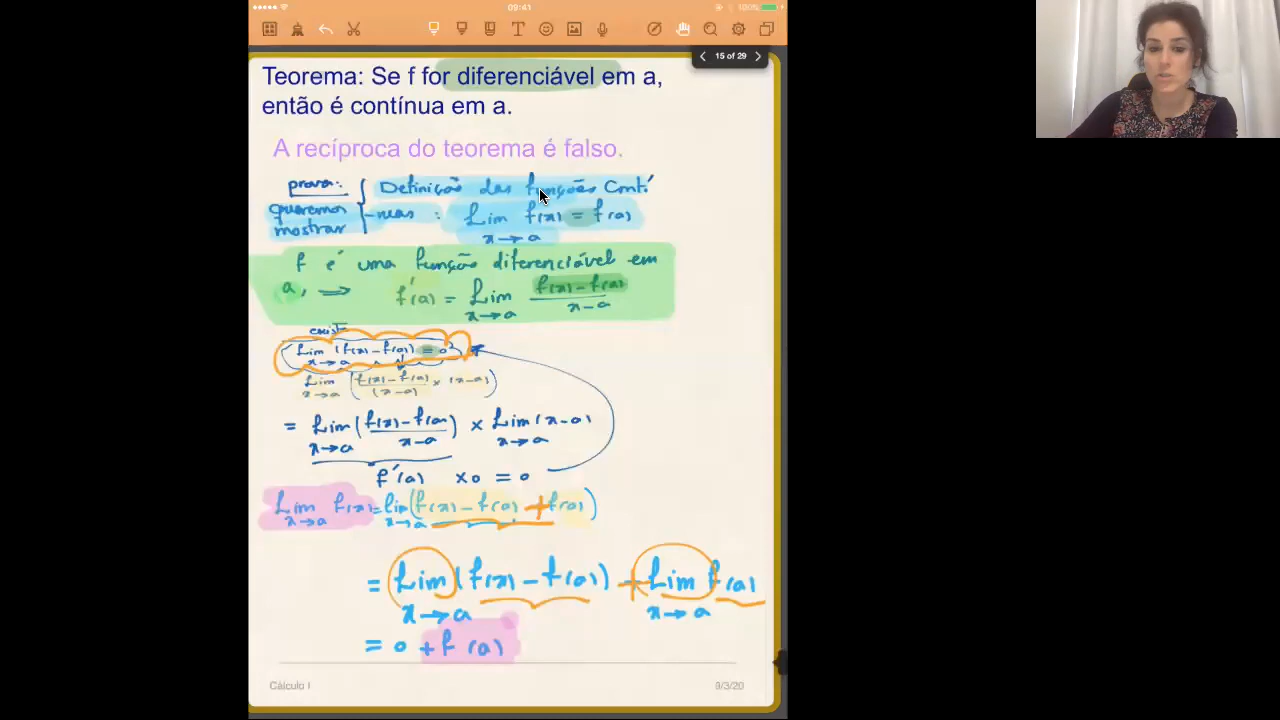 09:41
100%
15 of 29
Teorema: Se f for diferenciável em a,
então é contínua em a.
A recíproca do teorema é falso.
prova: Definição das funções Contí
queremos mostrar -nuas : Lim f(x) = f(a)
x→a
f é uma função diferenciável em
a, ⟹ f'(a) = Lim f(x)-f(a) / x-a
x→a
exist
Lim (f(x)-f(a)) = 0
x→a
Lim ( f(x)-f(a) / (x-a) × (x-a) )
x→a
= Lim ( f(x)-f(a) / x-a ) × Lim (x-a)
x→a x→a
f'(a) ×0 = 0
Lim f(x) = lim (f(x)-f(a) + f(a))
x→a x→a
= Lim (f(x) - f(a)) + Lim f(a)
x→a x→a
= 0 + f(a)
Cálculo I 9/3/20